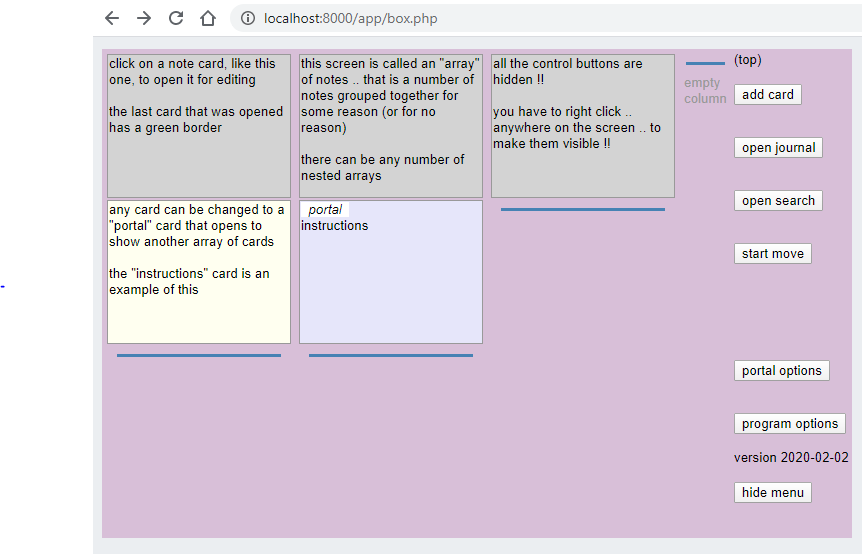 localhost:8000/app/box.php
click on a note card, like this
one, to open it for editing
the last card that was opened
has a green border
this screen is called an "array"
of notes .. that is a number of
notes grouped together for
some reason (or for no
reason)
there can be any number of
nested arrays
all the control buttons are
hidden !!
you have to right click ..
anywhere on the screen .. to
make them visible !!
empty
column
any card can be changed to a
"portal" card that opens to
show another array of cards
the "instructions" card is an
example of this
portal
instructions
(top)
add card
open journal
open search
start move
portal options
program options
version 2020-02-02
hide menu